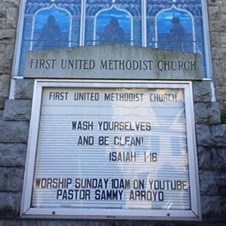 FIRST UNITED METHODIST CHURCH
FIRST UNITED METHODIST CHURCH
WASH YOURSELVES
AND BE CLEAN!
ISAIAH 1:16
WORSHIP SUNDAY 10AM ON YOUTUBE
PASTOR SAMMY ARROYO